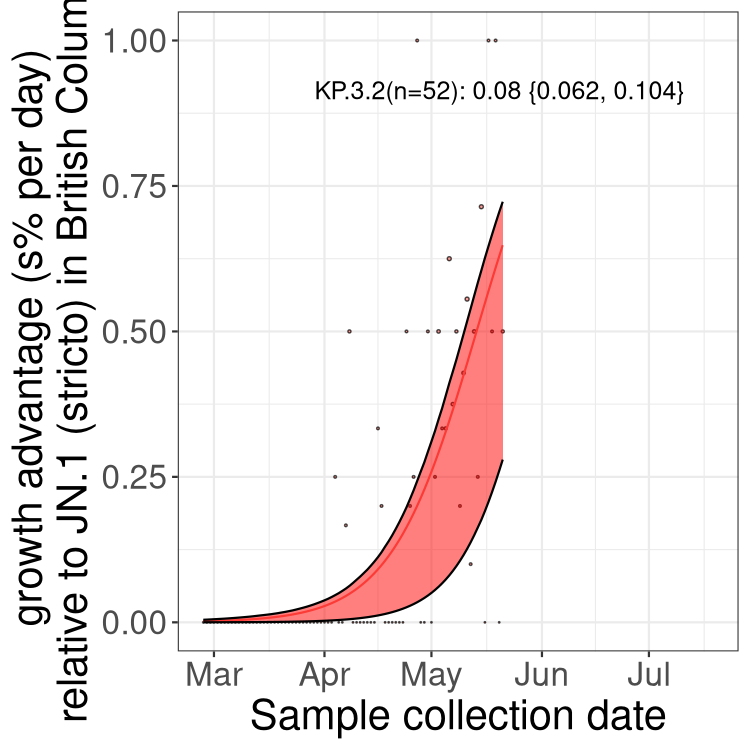 growth advantage (s% per day)
relative to JN.1 (stricto) in British Colum
1.00
0.75
0.50
0.25
0.00
KP.3.2(n=52): 0.08 {0.062, 0.104}
Mar Apr May Jun Jul
Sample collection date